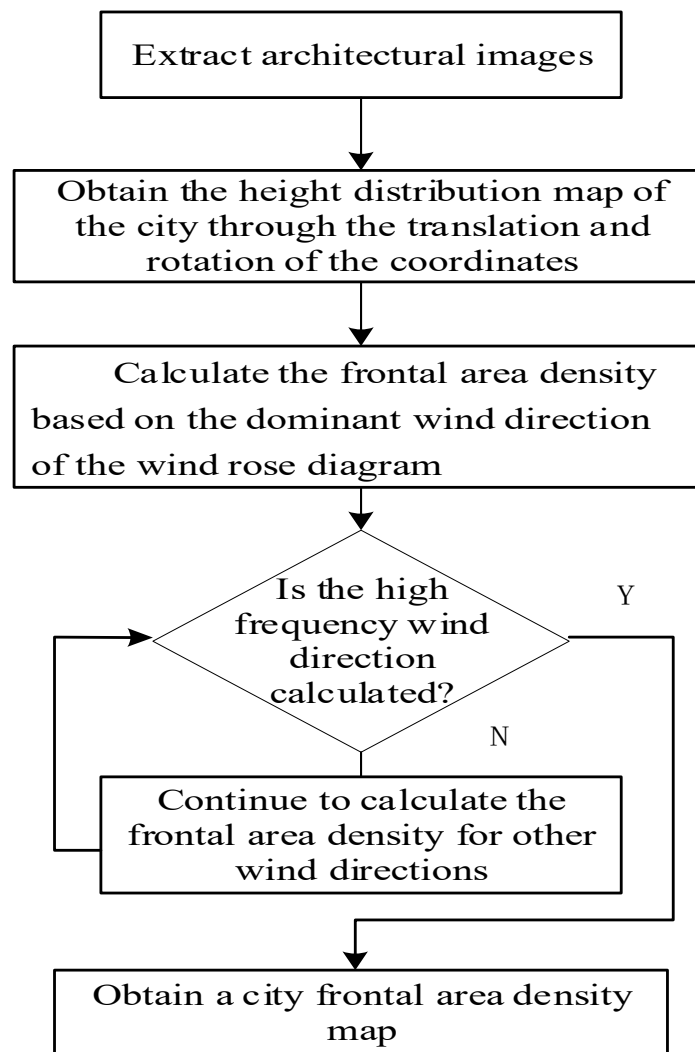 Extract architectural images
Obtain the height distribution map of
the city through the translation and
rotation of the coordinates
Calculate the frontal area density
based on the dominant wind direction
of the wind rose diagram
Is the high
frequency wind
direction
calculated?
Y
N
Continue to calculate the
frontal area density for other
wind directions
Obtain a city frontal area density
map